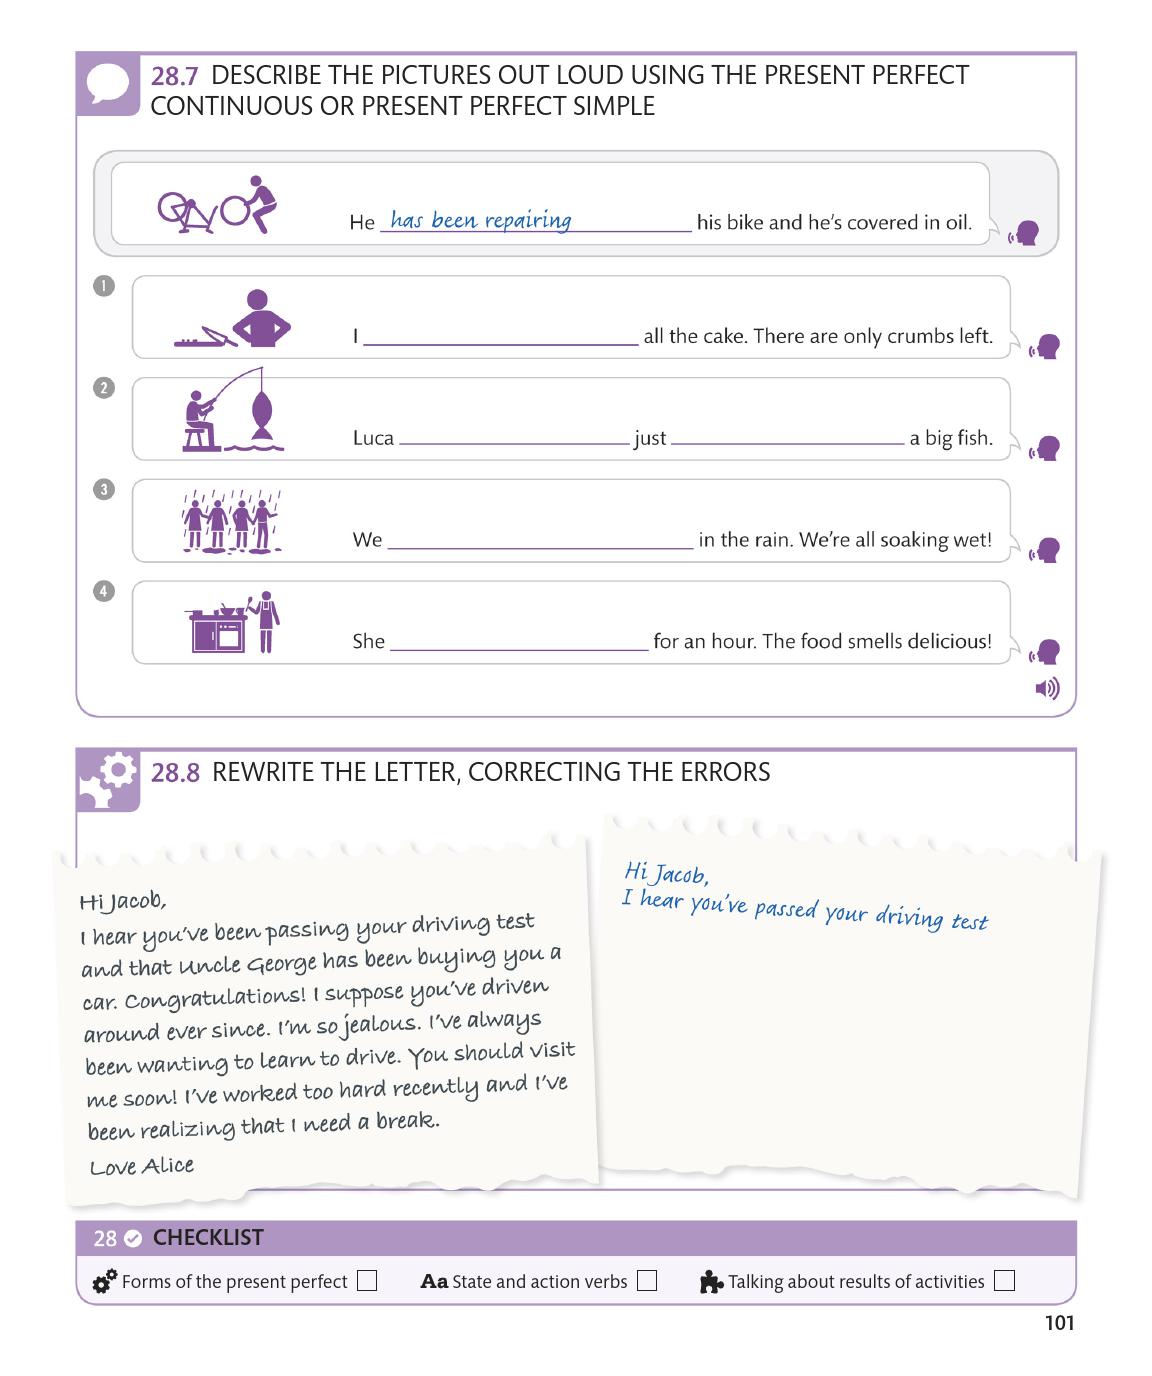 28.7 DESCRIBE THE PICTURES OUT LOUD USING THE PRESENT PERFECT
CONTINUOUS OR PRESENT PERFECT SIMPLE
He has been repairing his bike and he's covered in oil.
1
I all the cake. There are only crumbs left.
2
Luca just a big fish.
3
We in the rain. We're all soaking wet!
4
She for an hour. The food smells delicious!
28.8 REWRITE THE LETTER, CORRECTING THE ERRORS
Hi Jacob,
I hear you've been passing your driving test
and that Uncle George has been buying you a
car. Congratulations! I suppose you've driven
around ever since. I'm so jealous. I've always
been wanting to learn to drive. You should visit
me soon! I've worked too hard recently and I've
been realizing that I need a break.
Love Alice
Hi Jacob,
I hear you've passed your driving test
28 CHECKLIST
Forms of the present perfect Aa State and action verbs Talking about results of activities
101